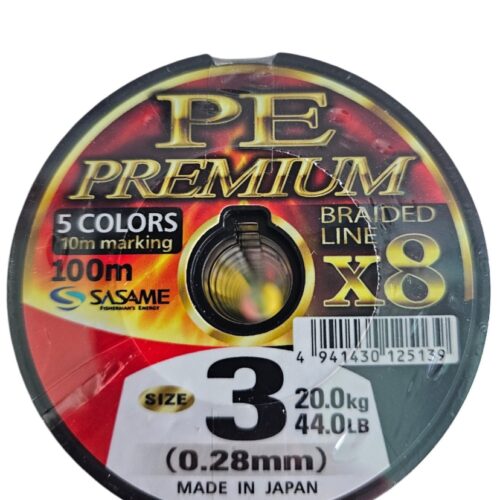 PE
PREMIUM
5 COLORS
10m marking
100m
SASAME
FISHERMAN'S ENERGY
BRAIDED
LINE
X8
4 941430 125139
SIZE
3
20.0kg
44.0LB
(0.28mm)
MADE IN JAPAN